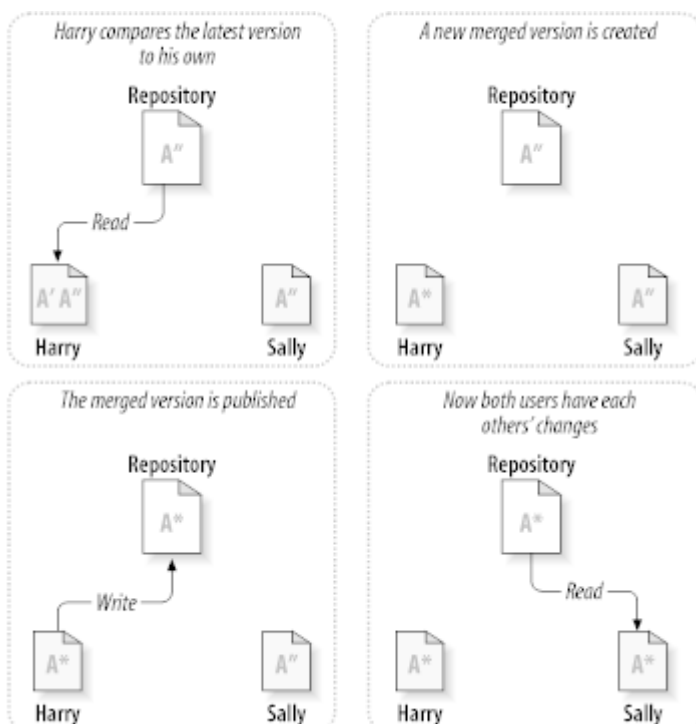 Harry compares the latest version
to his own
Repository
A″
Read
A′ A″
A″
Harry
Sally
A new merged version is created
Repository
A″
A*
A″
Harry
Sally
The merged version is published
Repository
A*
Write
A*
A″
Harry
Sally
Now both users have each
others’ changes
Repository
A*
Read
A*
A*
Harry
Sally